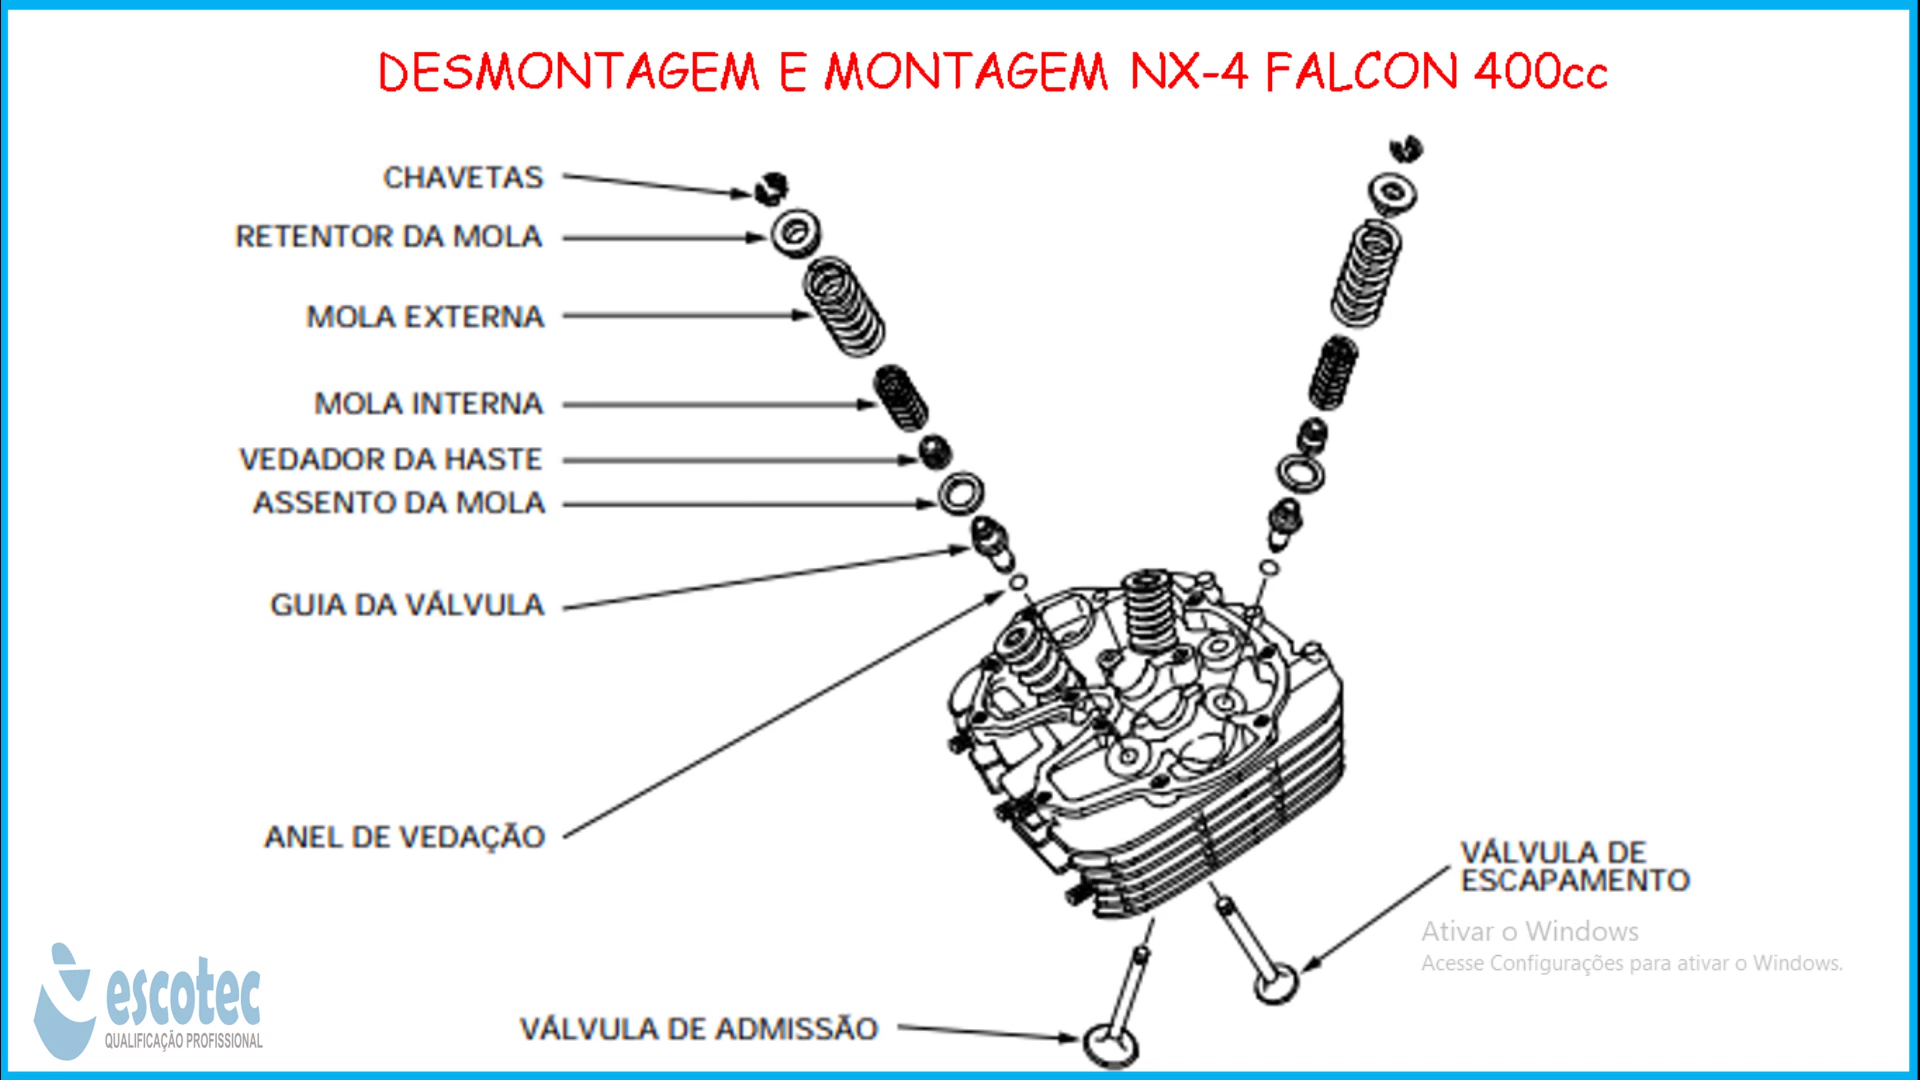 DESMONTAGEM E MONTAGEM NX-4 FALCON 400cc
CHAVETAS
RETENTOR DA MOLA
MOLA EXTERNA
MOLA INTERNA
VEDADOR DA HASTE
ASSENTO DA MOLA
GUIA DA VÁLVULA
ANEL DE VEDAÇÃO
VÁLVULA DE
ESCAPAMENTO
Ativar o Windows
Acesse Configurações para ativar o Windows.
VÁLVULA DE ADMISSÃO
escotec
QUALIFICAÇÃO PROFISSIONAL